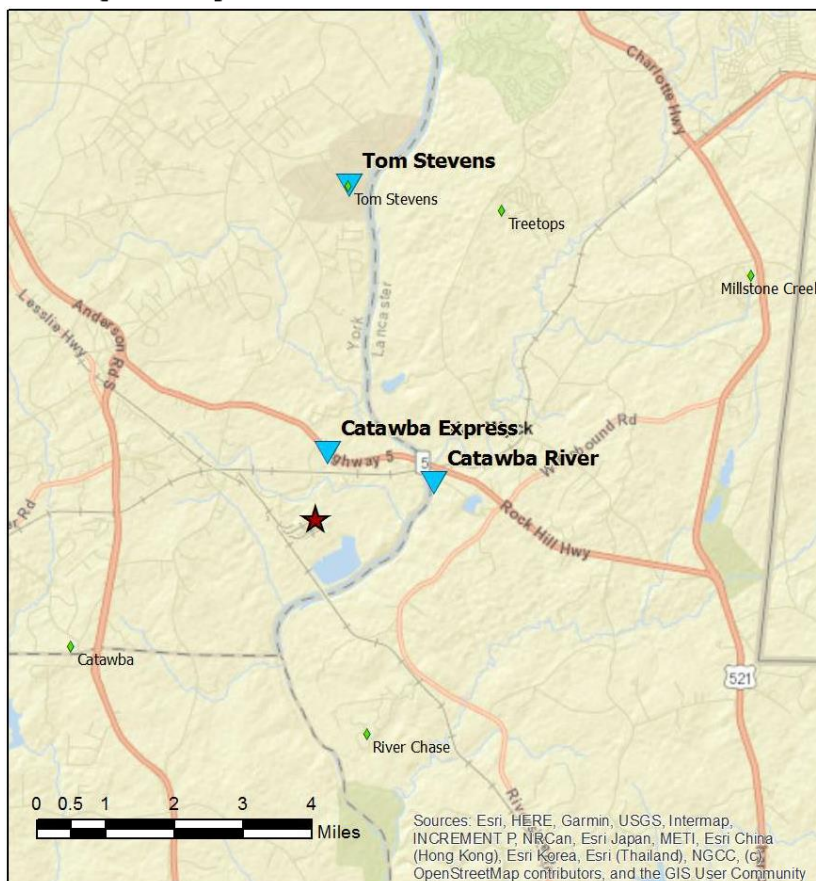 Charlotte Hwy
Tom Stevens
Tom Stevens
Treetops
Millstone Creek
Lesslie Hwy
Anderson Rd S
York
Lancaster
Catawba Express
ghway 5
5
Catawba River
Rd
Rock Hill Hwy
Catawba
521
River Chase
0 0.5 1 2 3 4
Miles
Sources: Esri, HERE, Garmin, USGS, Intermap,
INCREMENT P, NRCan, Esri Japan, METI, Esri China
(Hong Kong), Esri Korea, Esri (Thailand), NGCC, (c)
OpenStreetMap contributors, and the GIS User Community